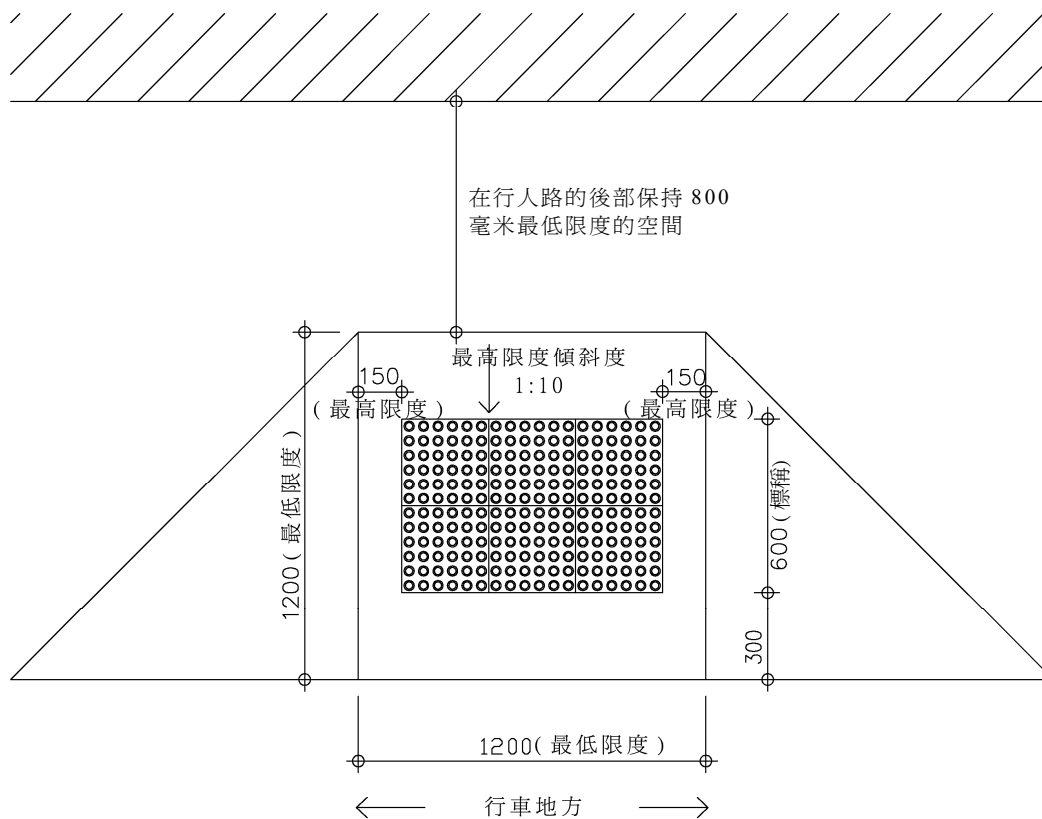 在行人路的後部保持 800
毫米最低限度的空間
最高限度傾斜度
1:10
150
(最高限度)
150
(最高限度)
1200(最低限度)
600(標稱)
300
1200(最低限度)
行車地方